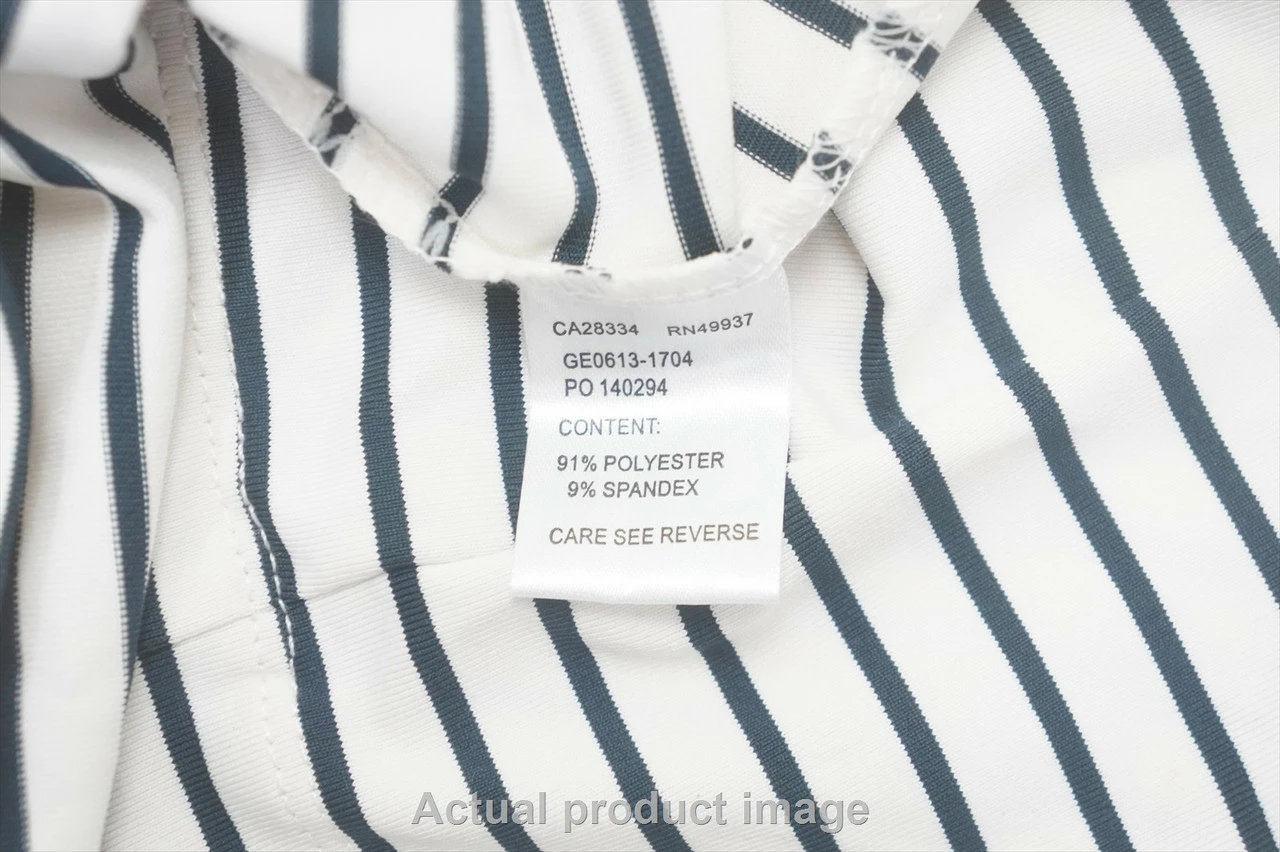 CA28334 RN49937
GE0613-1704
PO 140294
CONTENT:
91% POLYESTER
9% SPANDEX
CARE SEE REVERSE
Actual product image